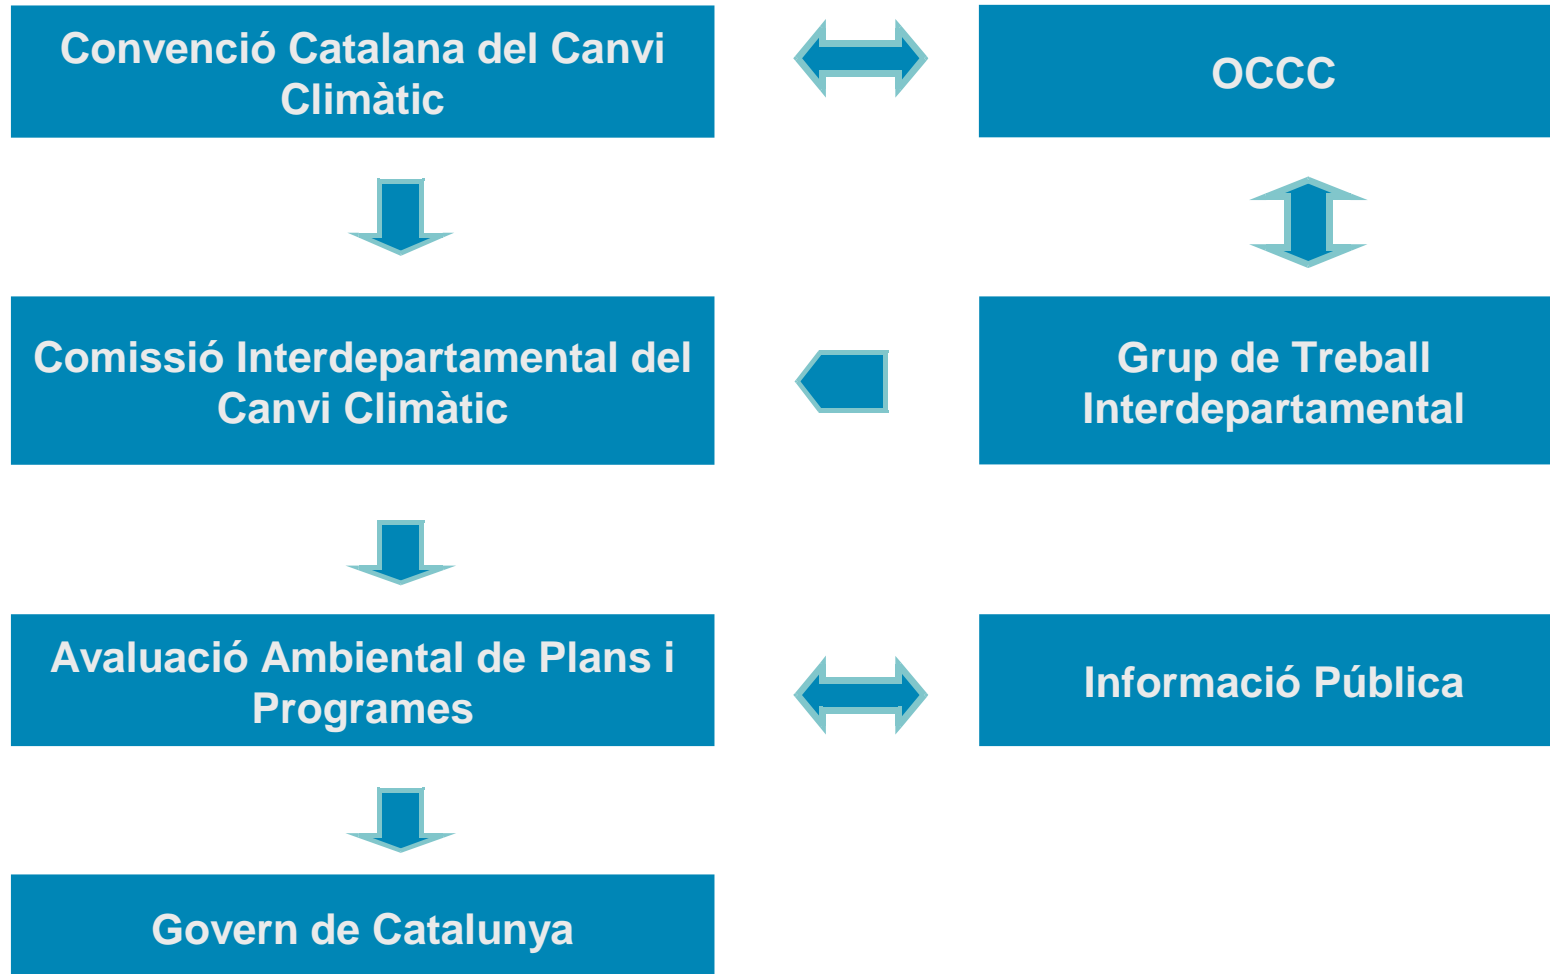 Convenció Catalana del Canvi
Climàtic
OCCC
Comissió Interdepartamental del
Canvi Climàtic
Grup de Treball
Interdepartamental
Avaluació Ambiental de Plans i
Programes
Informació Pública
Govern de Catalunya